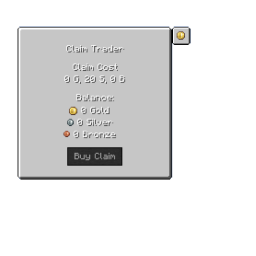 Claim Trader
Claim Cost
0 G, 20 S, 0 B
Balance:
0 Gold
0 Silver
0 Bronze
Buy Claim